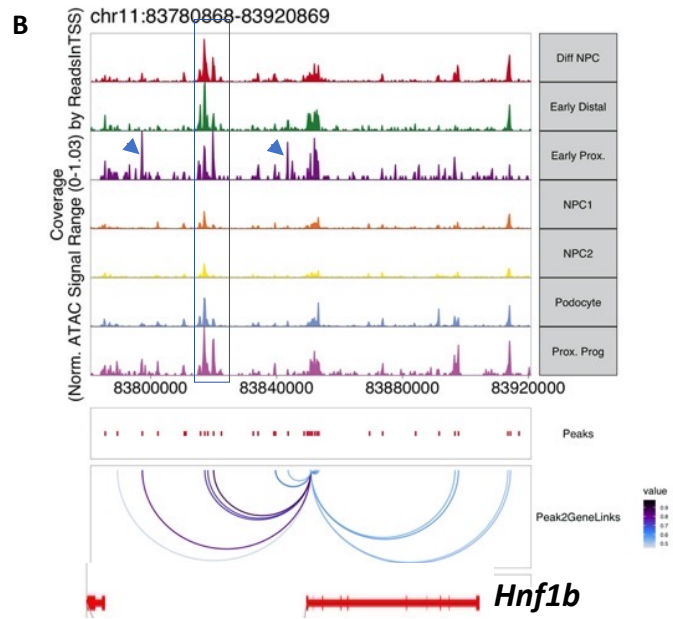 B
chr11:83780868-83920869
Coverage
(Norm. ATAC Signal Range (0-1.03) by ReadsInTSS)
Diff NPC
Early Distal
Early Prox.
NPC1
NPC2
Podocyte
Prox. Prog
83800000 83840000 83880000 83920000
Peaks
Peak2GeneLinks
value
0.9
0.8
0.7
0.6
0.5
Hnf1b